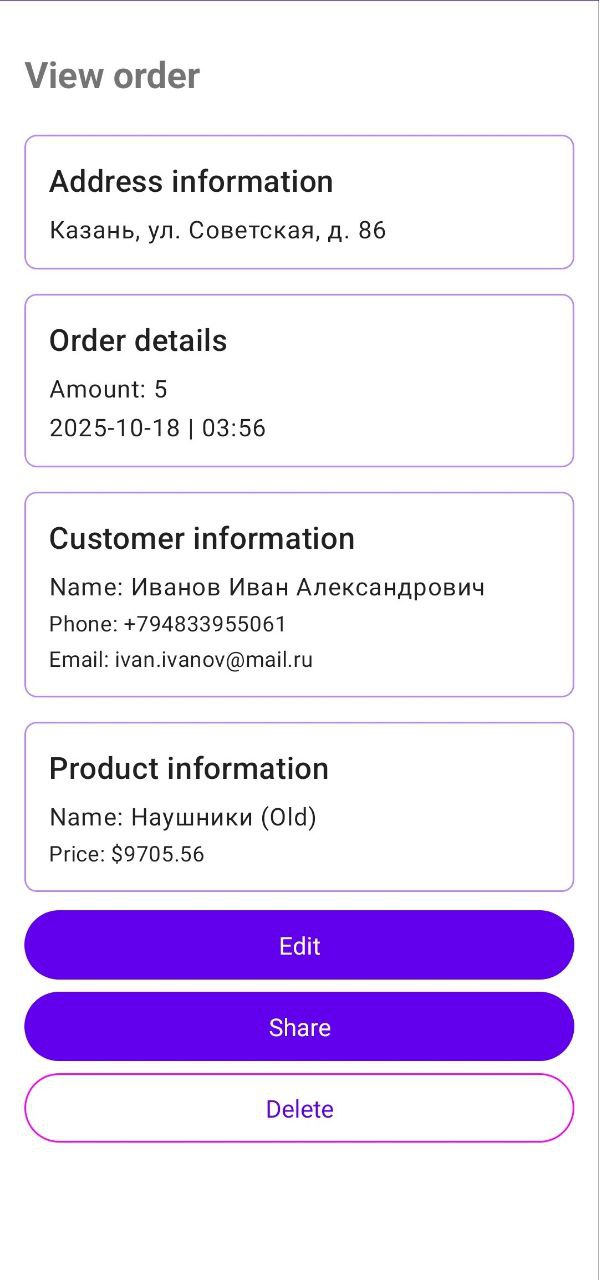 View order
Address information
Казань, ул. Советская, д. 86
Order details
Amount: 5
2025-10-18 | 03:56
Customer information
Name: Иванов Иван Александрович
Phone: +794833955061
Email: ivan.ivanov@mail.ru
Product information
Name: Наушники (Old)
Price: $9705.56
Edit
Share
Delete